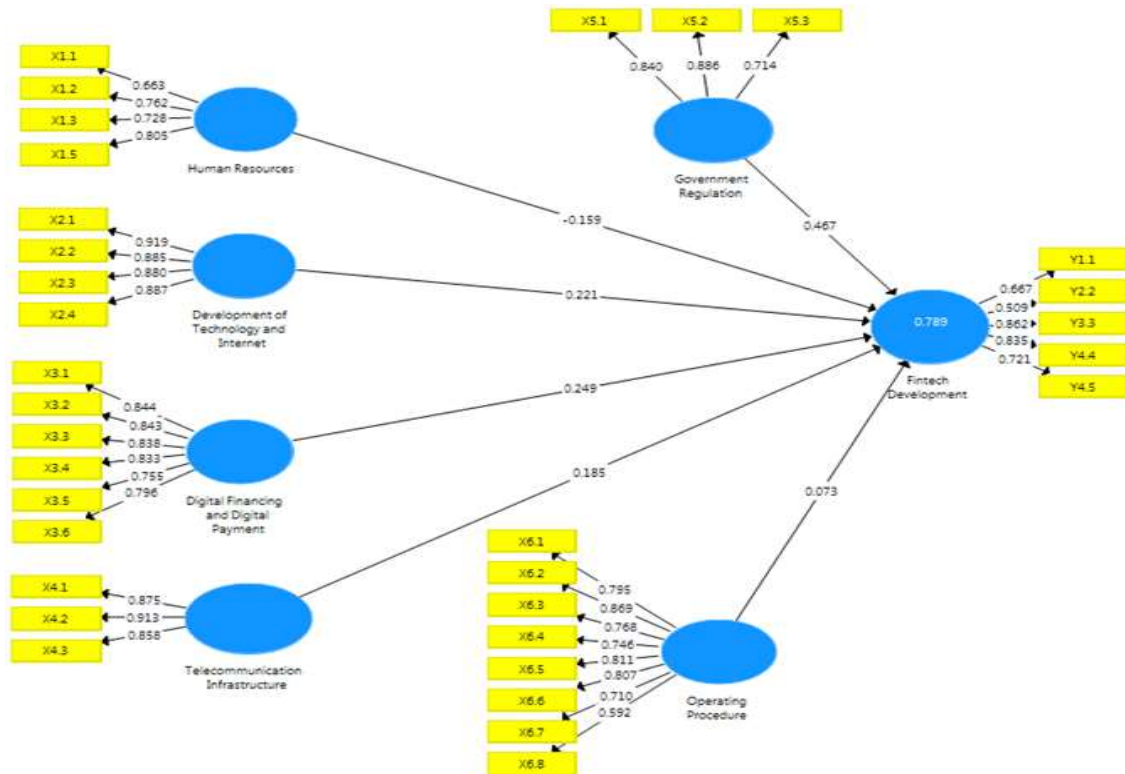 X1.1
X1.2
X1.3
X1.5
0.663
0.762
0.728
0.805
Human Resources
X5.1
X5.2
X5.3
0.840
0.886
0.714
Government
Regulation
-0.159
0.467
X2.1
X2.2
X2.3
X2.4
0.919
0.885
0.880
0.887
Development of
Technology and
Internet
0.221
0.789
Fintech
Development
Y1.1
Y2.2
Y3.3
Y4.4
Y4.5
0.667
0.509
0.862
0.835
0.721
X3.1
X3.2
X3.3
X3.4
X3.5
X3.6
0.844
0.843
0.838
0.833
0.755
0.796
Digital Financing
and Digital
Payment
0.249
0.185
0.073
X4.1
X4.2
X4.3
0.875
0.913
0.858
Telecommunication
Infrastructure
X6.1
X6.2
X6.3
X6.4
X6.5
X6.6
X6.7
X6.8
0.795
0.869
0.768
0.746
0.811
0.807
0.710
0.592
Operating
Procedure